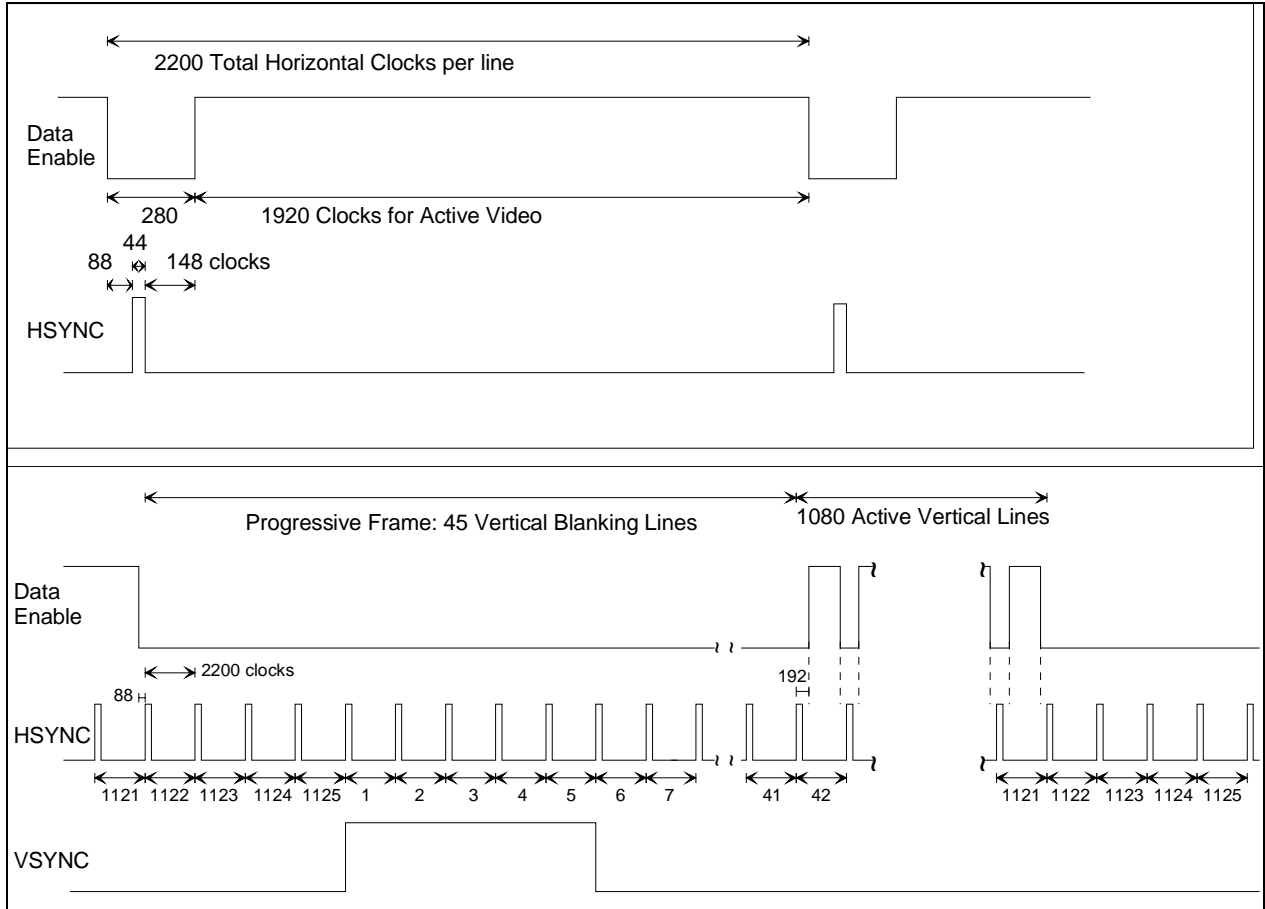 2200 Total Horizontal Clocks per line
Data
Enable
280
1920 Clocks for Active Video
44
88
148 clocks
HSYNC
Progressive Frame: 45 Vertical Blanking Lines
1080 Active Vertical Lines
Data
Enable
2200 clocks
88
192
HSYNC
1121 1122 1123 1124 1125 1 2 3 4 5 6 7 41 42 1121 1122 1123 1124 1125
VSYNC